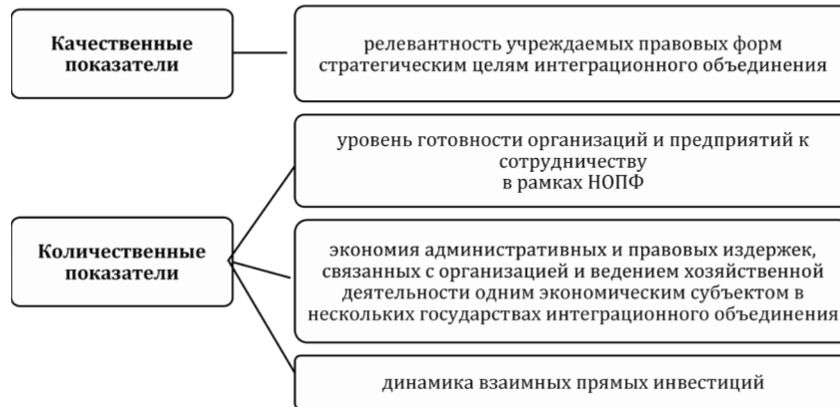 Качественные
показатели
релевантность учреждаемых правовых форм
стратегическим целям интеграционного объединения
Количественные
показатели
уровень готовности организаций и предприятий к
сотрудничеству
в рамках НОПФ
экономия административных и правовых издержек,
связанных с организацией и ведением хозяйственной
деятельности одним экономическим субъектом в
нескольких государствах интеграционного объединения
динамика взаимных прямых инвестиций